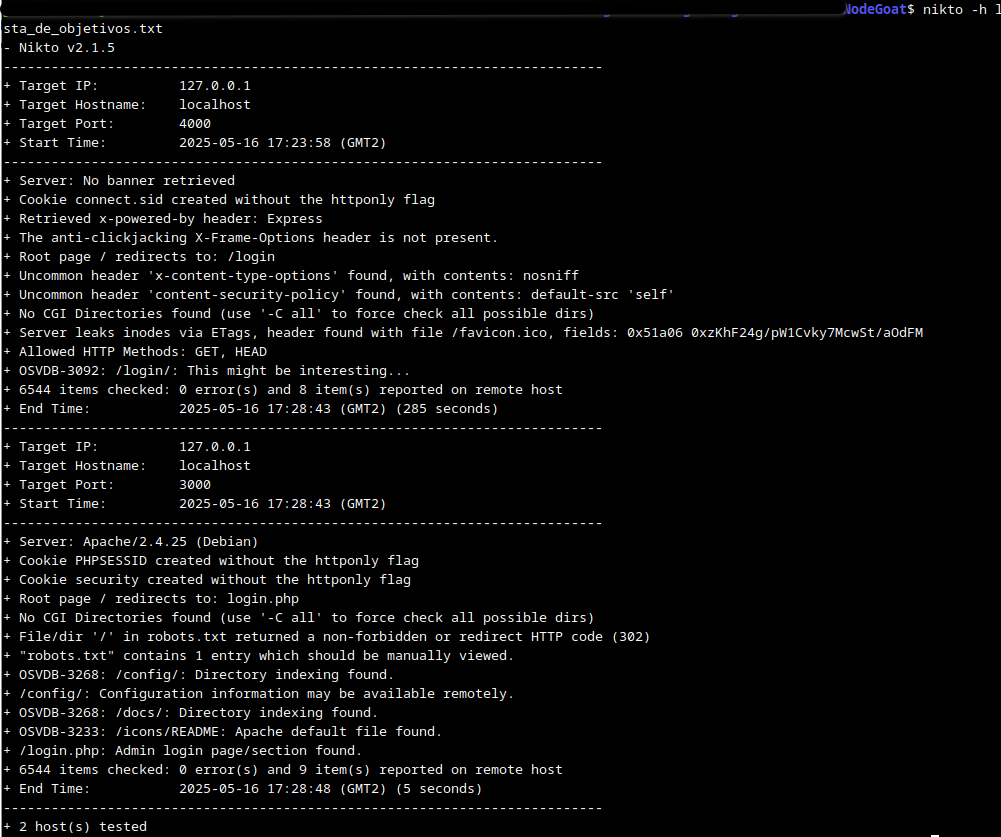 NodeGoat$ nikto -h l
sta_de_objetivos.txt
- Nikto v2.1.5
---------------------------------------------------------------------------
+ Target IP:          127.0.0.1
+ Target Hostname:    localhost
+ Target Port:        4000
+ Start Time:         2025-05-16 17:23:58 (GMT2)
---------------------------------------------------------------------------
+ Server: No banner retrieved
+ Cookie connect.sid created without the httponly flag
+ Retrieved x-powered-by header: Express
+ The anti-clickjacking X-Frame-Options header is not present.
+ Root page / redirects to: /login
+ Uncommon header 'x-content-type-options' found, with contents: nosniff
+ Uncommon header 'content-security-policy' found, with contents: default-src 'self'
+ No CGI Directories found (use '-C all' to force check all possible dirs)
+ Server leaks inodes via ETags, header found with file /favicon.ico, fields: 0x51a06 0xzKhF24g/pW1Cvky7McwSt/aOdFM
+ Allowed HTTP Methods: GET, HEAD
+ OSVDB-3092: /login/: This might be interesting...
+ 6544 items checked: 0 error(s) and 8 item(s) reported on remote host
+ End Time:           2025-05-16 17:28:43 (GMT2) (285 seconds)
---------------------------------------------------------------------------
+ Target IP:          127.0.0.1
+ Target Hostname:    localhost
+ Target Port:        3000
+ Start Time:         2025-05-16 17:28:43 (GMT2)
---------------------------------------------------------------------------
+ Server: Apache/2.4.25 (Debian)
+ Cookie PHPSESSID created without the httponly flag
+ Cookie security created without the httponly flag
+ Root page / redirects to: login.php
+ No CGI Directories found (use '-C all' to force check all possible dirs)
+ File/dir '/' in robots.txt returned a non-forbidden or redirect HTTP code (302)
+ "robots.txt" contains 1 entry which should be manually viewed.
+ OSVDB-3268: /config/: Directory indexing found.
+ /config/: Configuration information may be available remotely.
+ OSVDB-3268: /docs/: Directory indexing found.
+ OSVDB-3233: /icons/README: Apache default file found.
+ /login.php: Admin login page/section found.
+ 6544 items checked: 0 error(s) and 9 item(s) reported on remote host
+ End Time:           2025-05-16 17:28:48 (GMT2) (5 seconds)
---------------------------------------------------------------------------
+ 2 host(s) tested